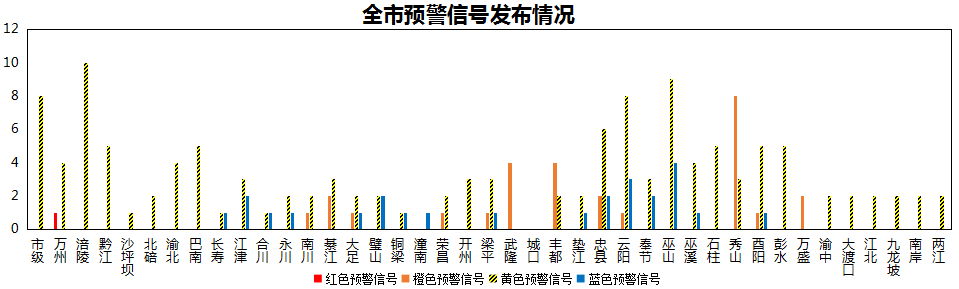 全市预警信号发布情况
12
10
8
6
4
2
0
市级 万州 涪陵 黔江 沙坪坝 北碚 渝北 巴南 长寿 江津 合川 永川 南川 綦江 大足 璧山 铜梁 潼南 荣昌 开州 梁平 武隆 城口 丰都 垫江 忠县 云阳 奉节 巫山 巫溪 石柱 秀山 酉阳 彭水 万盛 渝中 大渡口 江北 九龙坡 南岸 两江
红色预警信号 橙色预警信号 黄色预警信号 蓝色预警信号